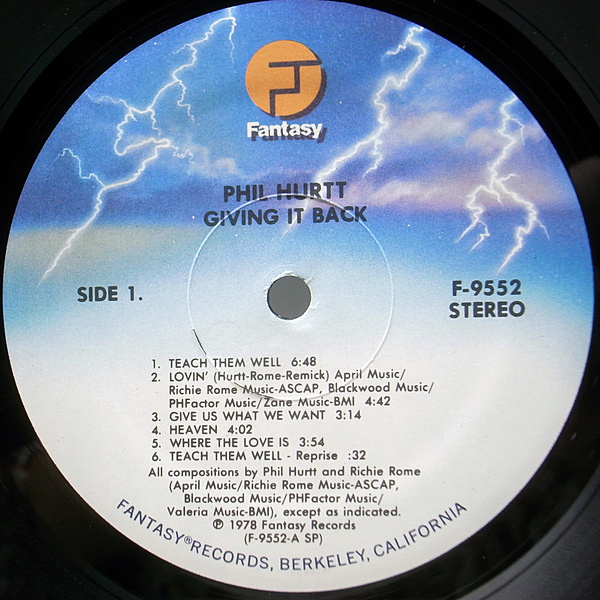 Fantasy
PHIL HURTT
GIVING IT BACK
SIDE 1.
F-9552
STEREO
1. TEACH THEM WELL 6:48
2. LOVIN' (Hurtt-Rome-Remick) April Music/
Richie Rome Music-ASCAP, Blackwood Music/
PHFactor Music/Zane Music-BMI 4:42
3. GIVE US WHAT WE WANT 3:14
4. HEAVEN 4:02
5. WHERE THE LOVE IS 3:54
6. TEACH THEM WELL - Reprise :32
All compositions by Phil Hurtt and Richie Rome
(April Music/Richie Rome Music-ASCAP,
Blackwood Music/PHFactor Music/
Valeria Music-BMI), except as indicated.
℗ 1978 Fantasy Records
(F-9552-A SP)
FANTASY® RECORDS, BERKELEY, CALIFORNIA